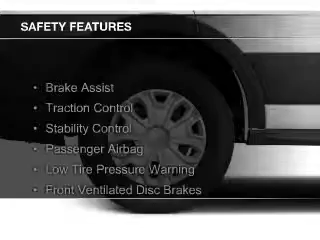 SAFETY FEATURES
• Brake Assist
• Traction Control
• Stability Control
• Passenger Airbag
• Low Tire Pressure Warning
• Front Ventilated Disc Brakes